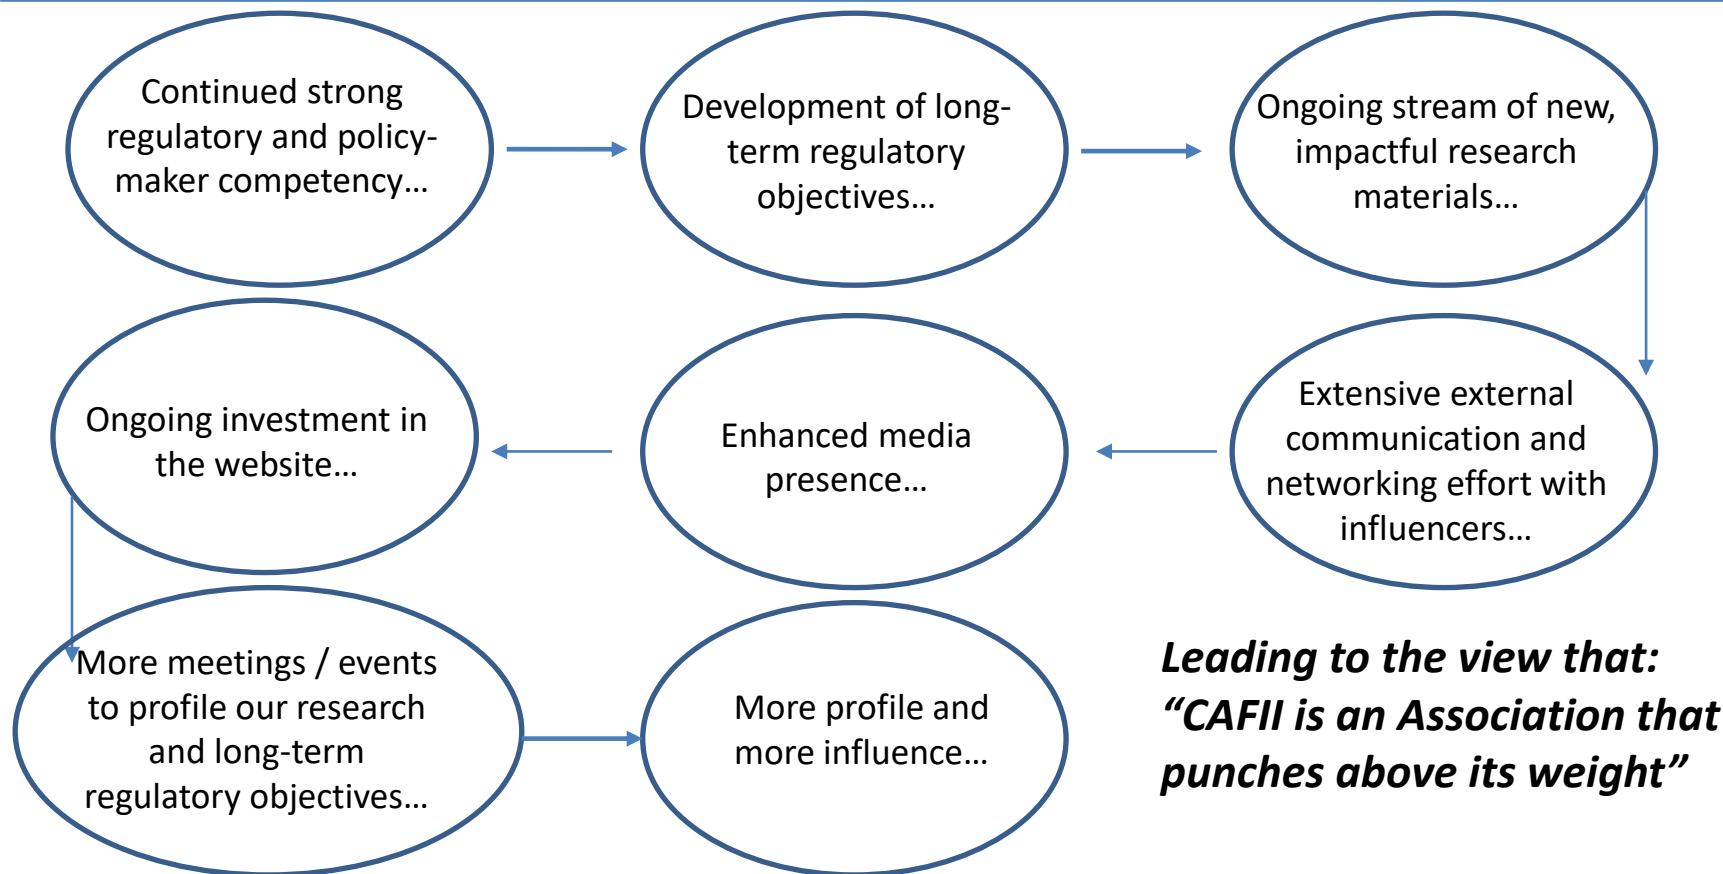 Continued strong
regulatory and policy-
maker competency…
Development of long-
term regulatory
objectives…
Ongoing stream of new,
impactful research
materials…
Extensive external
communication and
networking effort with
influencers…
Enhanced media
presence…
Ongoing investment in
the website…
More meetings / events
to profile our research
and long-term
regulatory objectives…
More profile and
more influence…
Leading to the view that:
“CAFII is an Association that
punches above its weight”